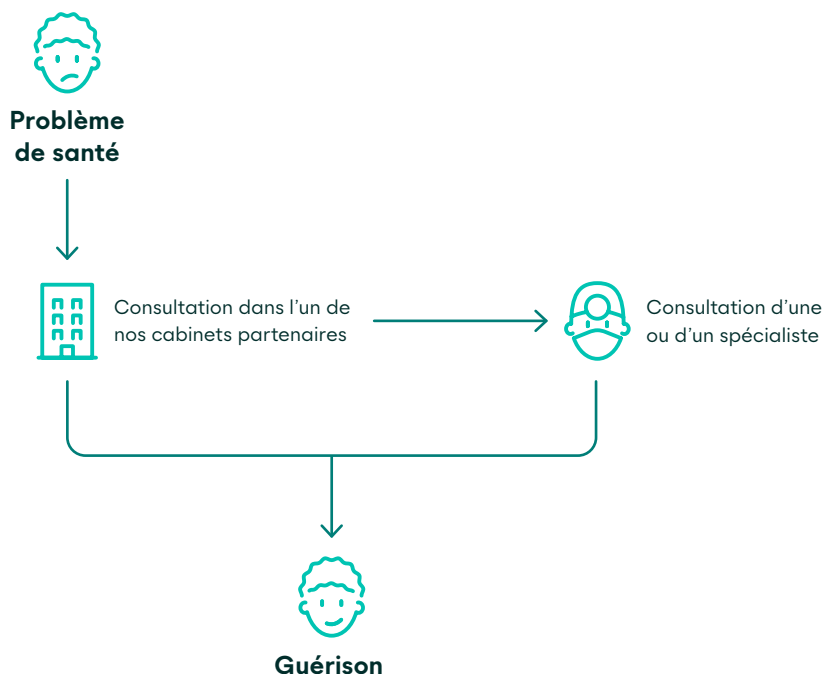 Problème
de santé
Consultation dans l’un de
nos cabinets partenaires
Consultation d’une
ou d’un spécialiste
Guérison